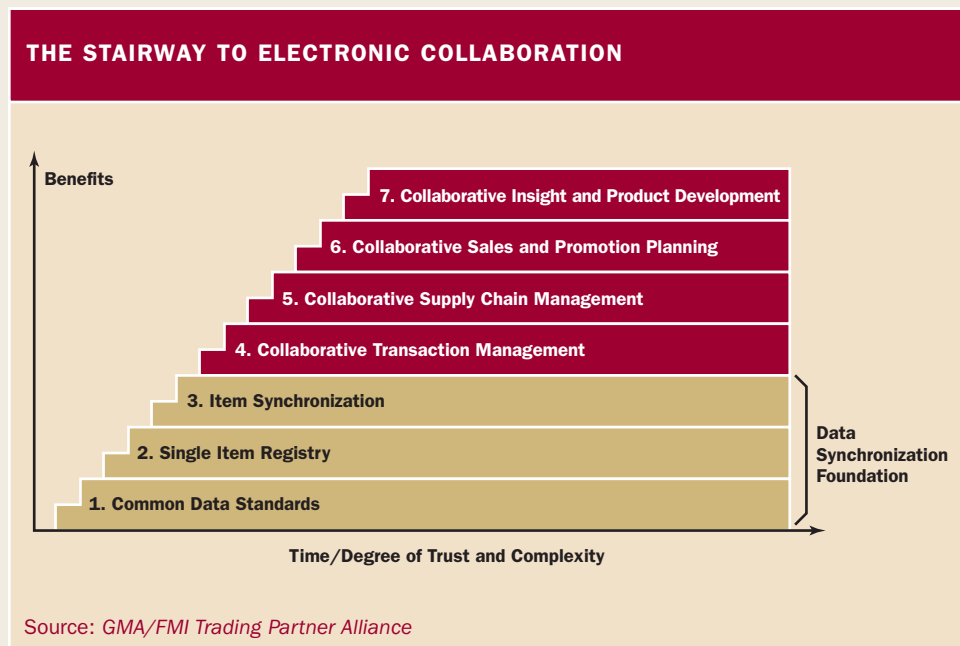 THE STAIRWAY TO ELECTRONIC COLLABORATION
Benefits
7. Collaborative Insight and Product Development
6. Collaborative Sales and Promotion Planning
5. Collaborative Supply Chain Management
4. Collaborative Transaction Management
3. Item Synchronization
2. Single Item Registry
1. Common Data Standards
Data
Synchronization
Foundation
Time/Degree of Trust and Complexity
Source: GMA/FMI Trading Partner Alliance